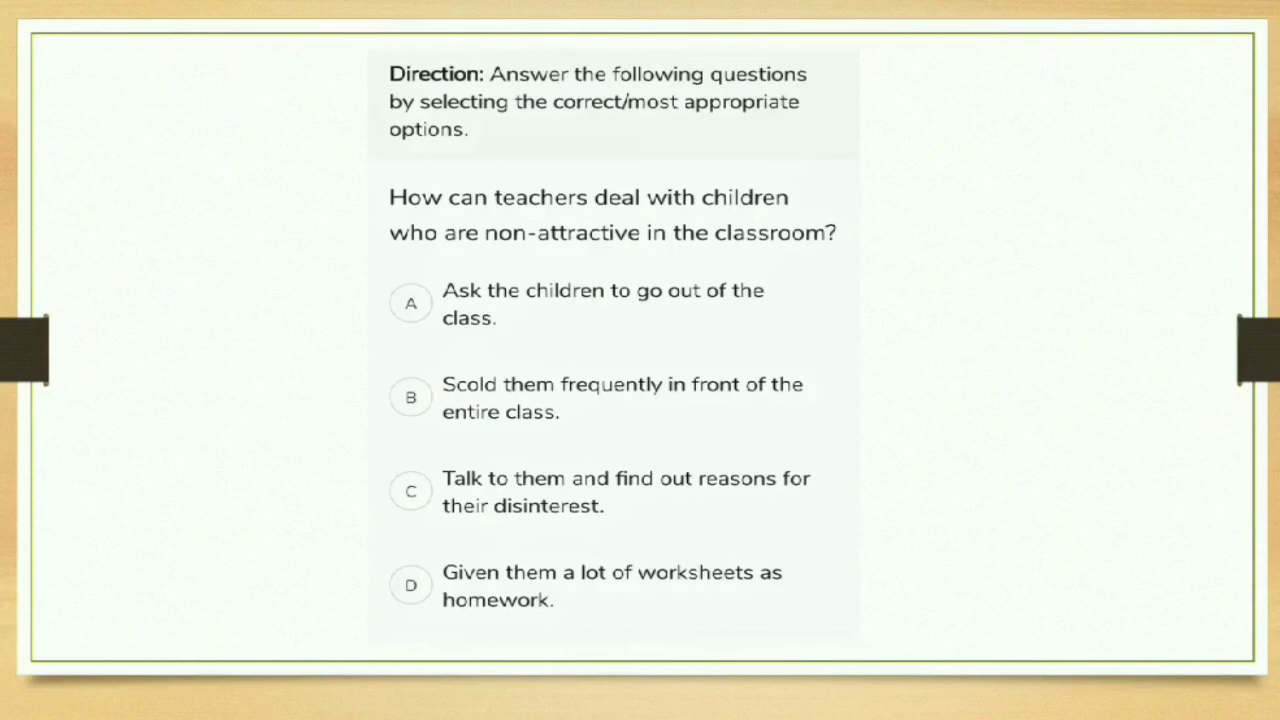 Direction: Answer the following questions
by selecting the correct/most appropriate
options.
How can teachers deal with children
who are non-attractive in the classroom?
A Ask the children to go out of the
class.
B Scold them frequently in front of the
entire class.
C Talk to them and find out reasons for
their disinterest.
D Given them a lot of worksheets as
homework.